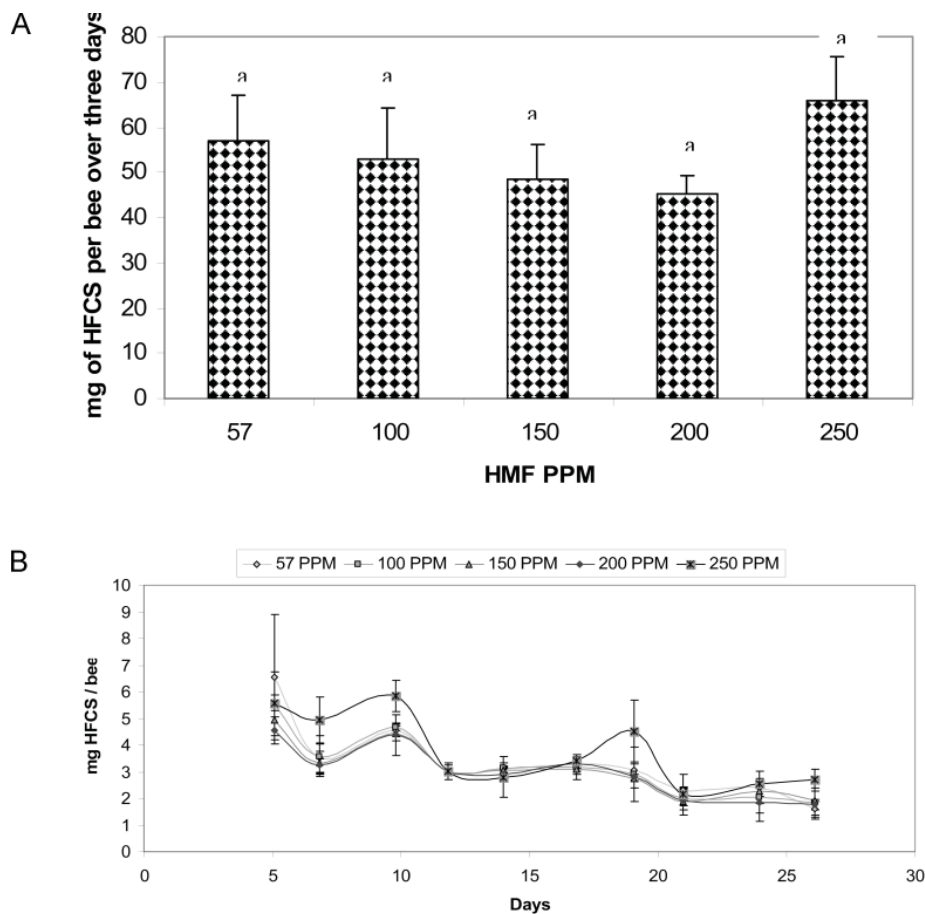 A
mg of HFCS per bee over three days
80
70
60
50
40
30
20
10
0
a
a
a
a
a
57 100 150 200 250
HMF PPM
B
57 PPM 100 PPM 150 PPM 200 PPM 250 PPM
mg HFCS / bee
10
9
8
7
6
5
4
3
2
1
0
0 5 10 15 20 25 30
Days